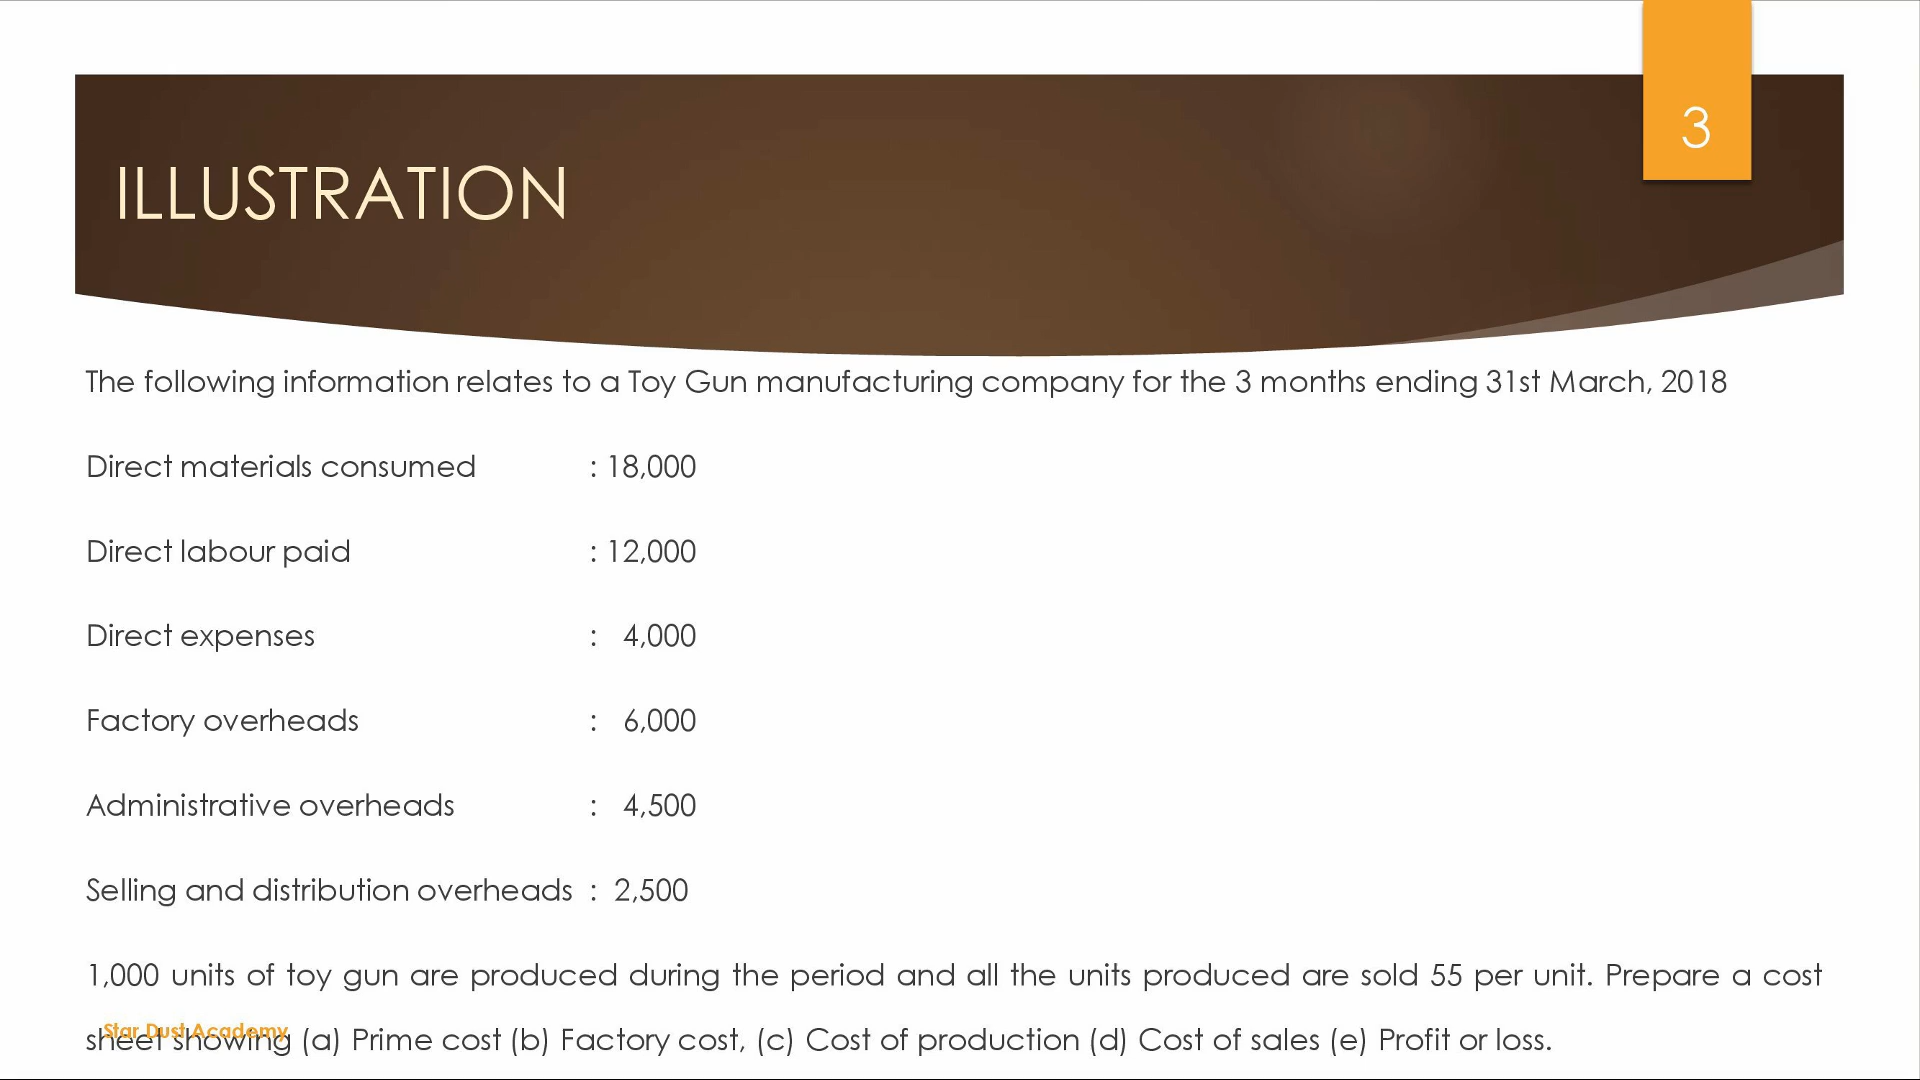 3
ILLUSTRATION
The following information relates to a Toy Gun manufacturing company for the 3 months ending 31st March, 2018
Direct materials consumed : 18,000
Direct labour paid : 12,000
Direct expenses : 4,000
Factory overheads : 6,000
Administrative overheads : 4,500
Selling and distribution overheads : 2,500
1,000 units of toy gun are produced during the period and all the units produced are sold 55 per unit. Prepare a cost
sheet showing (a) Prime cost (b) Factory cost, (c) Cost of production (d) Cost of sales (e) Profit or loss.
Star Dust Academy